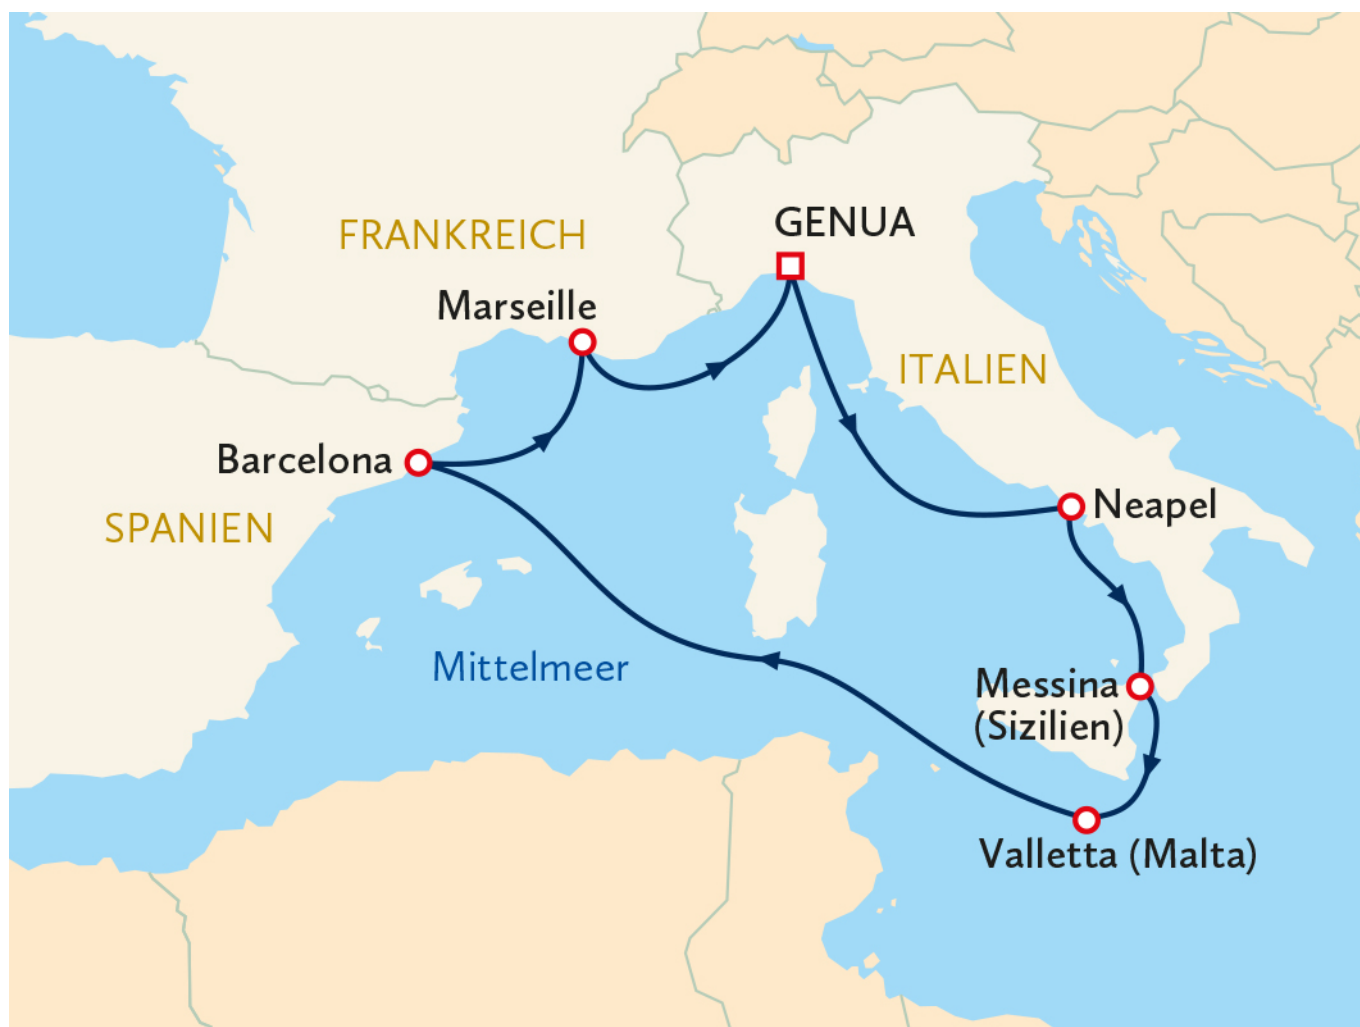 GENUA
FRANKREICH
Marseille
ITALIEN
Barcelona
Neapel
SPANIEN
Mittelmeer
Messina
(Sizilien)
Valletta (Malta)